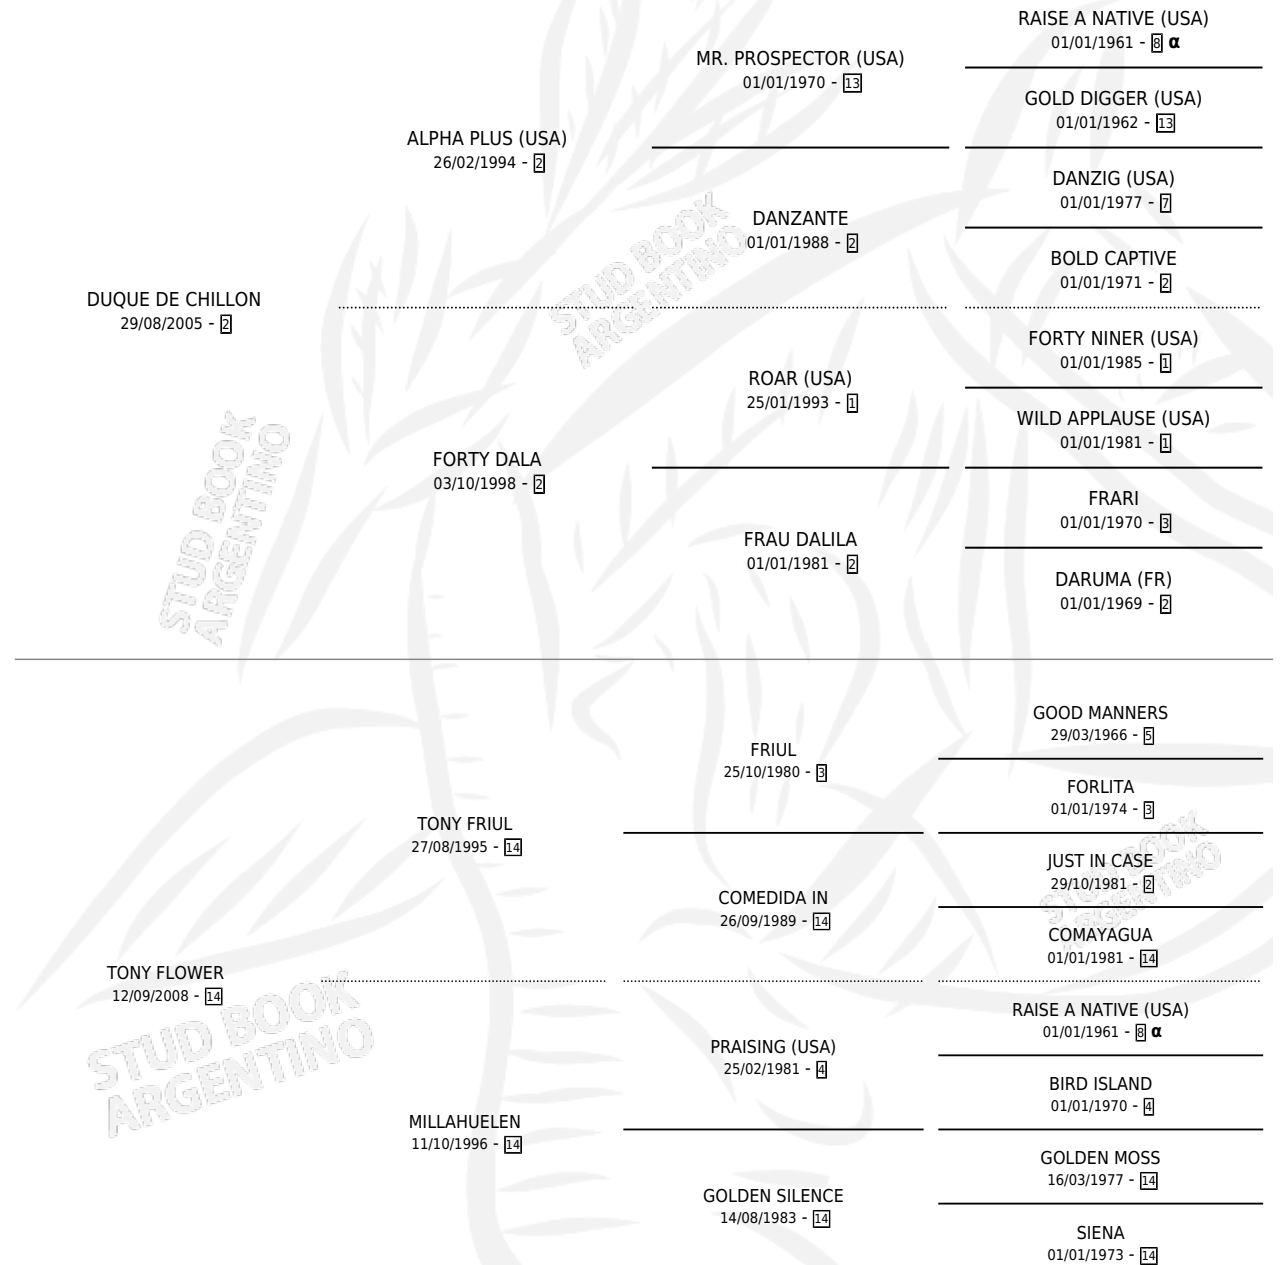 RAISE A NATIVE (USA)
01/01/1961 - 8 α
MR. PROSPECTOR (USA)
01/01/1970 - 13
GOLD DIGGER (USA)
01/01/1962 - 13
ALPHA PLUS (USA)
26/02/1994 - 2
DANZIG (USA)
01/01/1977 - 7
DANZANTE
01/01/1988 - 2
BOLD CAPTIVE
01/01/1971 - 2
STUD BOOK
ARGENTINO
DUQUE DE CHILLON
29/08/2005 - 2
FORTY NINER (USA)
01/01/1985 - 1
ROAR (USA)
25/01/1993 - 1
WILD APPLAUSE (USA)
01/01/1981 - 1
FORTY DALA
03/10/1998 - 2
FRARI
01/01/1970 - 3
FRAU DALILA
01/01/1981 - 2
DARUMA (FR)
01/01/1969 - 2
STUD BOOK
ARGENTINO
GOOD MANNERS
29/03/1966 - 5
FRIUL
25/10/1980 - 3
FORLITA
01/01/1974 - 3
TONY FRIUL
27/08/1995 - 14
JUST IN CASE
29/10/1981 - 2
COMEDIDA IN
26/09/1989 - 14
COMAYAGUA
01/01/1981 - 14
STUD BOOK
ARGENTINO
TONY FLOWER
12/09/2008 - 14
RAISE A NATIVE (USA)
01/01/1961 - 8 α
PRAISING (USA)
25/02/1981 - 4
BIRD ISLAND
01/01/1970 - 4
STUD BOOK
ARGENTINO
MILLAHUELEN
11/10/1996 - 14
GOLDEN MOSS
16/03/1977 - 14
GOLDEN SILENCE
14/08/1983 - 14
SIENA
01/01/1973 - 14